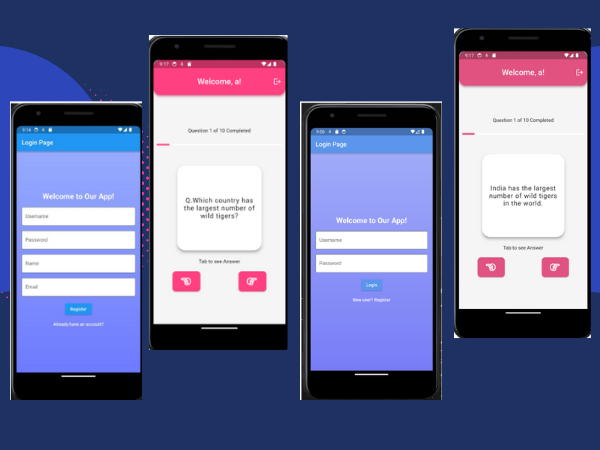 9:16
Login Page
Welcome to Our App!
Username
Password
Name
Email
Register
Already have an account?
9:17
Welcome, a!
Question 1 of 10 Completed
Q.Which country has
the largest number of
wild tigers?
Tab to see Answer
9:06
Login Page
Welcome to Our App!
Username
Password
Login
New user? Register
9:17
Welcome, a!
Question 1 of 10 Completed
India has the largest
number of wild tigers
in the world.
Tab to see Answer